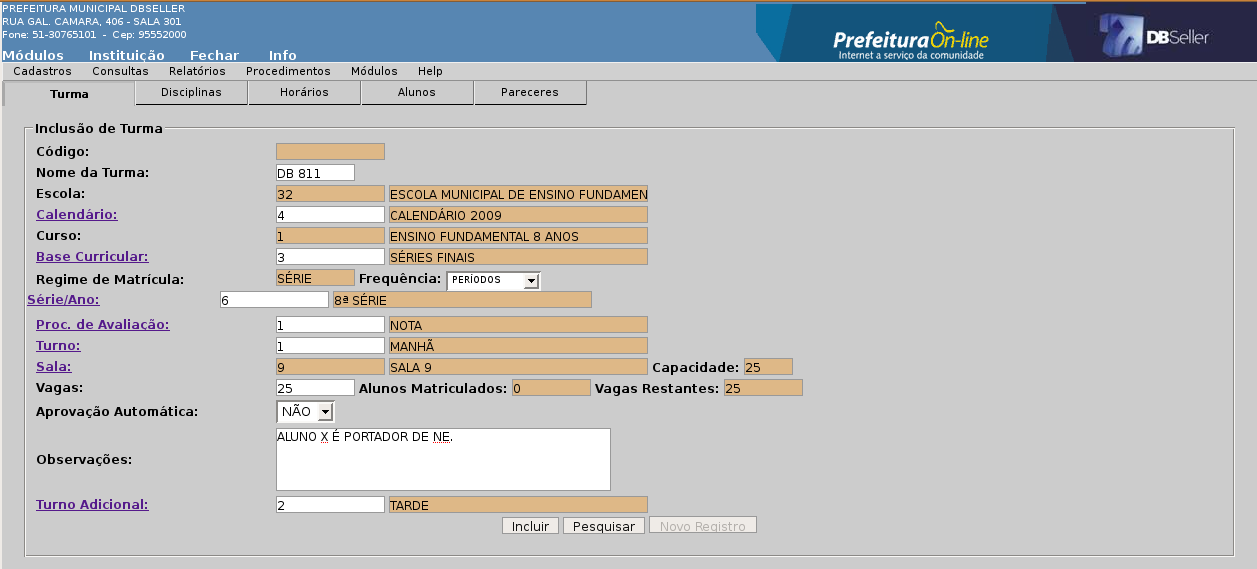 PREFEITURA MUNICIPAL DBSELLER
RUA GAL. CAMARA, 406 - SALA 301
Fone: 51-30765101 - Cep: 95552000
Prefeitura On-line
Internet a serviço da comunidade
DBSeller
Módulos Instituição Fechar Info
Cadastros Consultas Relatórios Procedimentos Módulos Help
Turma Disciplinas Horários Alunos Pareceres
Inclusão de Turma
Código:
Nome da Turma: DB 811
Escola: 32 ESCOLA MUNICIPAL DE ENSINO FUNDAMEN
Calendário: 4 CALENDÁRIO 2009
Curso: 1 ENSINO FUNDAMENTAL 8 ANOS
Base Curricular: 3 SÉRIES FINAIS
Regime de Matrícula: SÉRIE Frequência: PERÍODOS
Série/Ano: 6 8ª SÉRIE
Proc. de Avaliação: 1 NOTA
Turno: 1 MANHÃ
Sala: 9 SALA 9 Capacidade: 25
Vagas: 25 Alunos Matriculados: 0 Vagas Restantes: 25
Aprovação Automática: NÃO
Observações: ALUNO X É PORTADOR DE NE.
Turno Adicional: 2 TARDE
Incluir Pesquisar Novo Registro